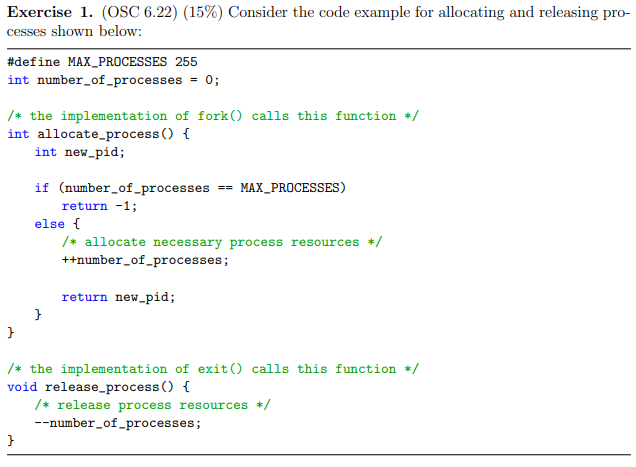 Exercise 1. (OSC 6.22) (15%) Consider the code example for allocating and releasing pro-
cesses shown below:
#define MAX_PROCESSES 255
int number_of_processes = 0;
/* the implementation of fork() calls this function */
int allocate_process() {
int new_pid;
if (number_of_processes == MAX_PROCESSES)
return -1;
else {
/* allocate necessary process resources */
++number_of_processes;
return new_pid;
}
}
/* the implementation of exit() calls this function */
void release_process() {
/* release process resources */
--number_of_processes;
}